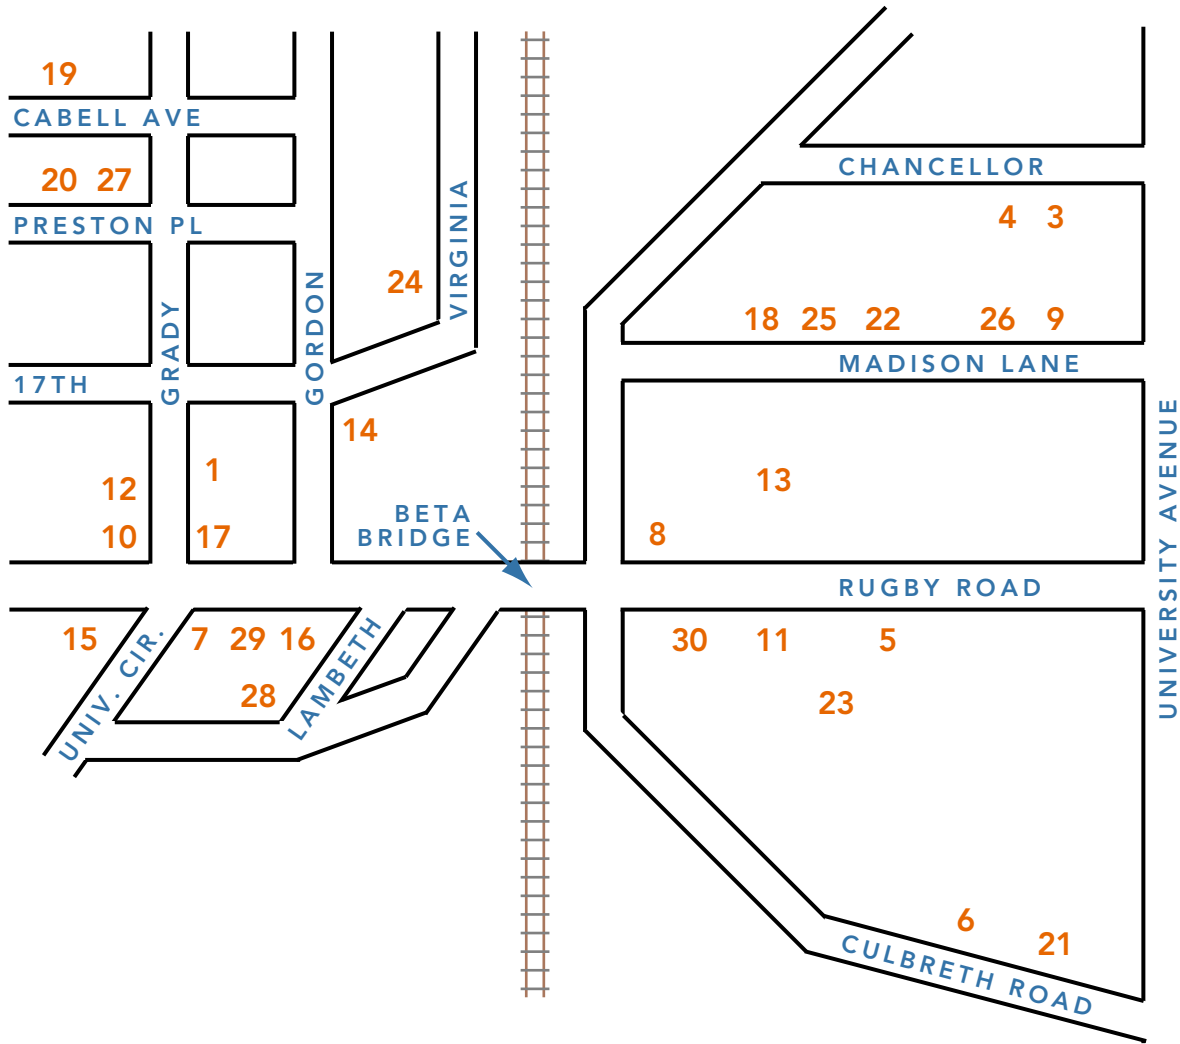 19
CABELL AVE
20 27
PRESTON PL
24
VIRGINIA
GORDON
GRADY
17TH
14
12
1
10
17
BETA
BRIDGE
CHANCELLOR
4 3
18 25 22 26 9
MADISON LANE
13
8
UNIVERSITY AVENUE
RUGBY ROAD
15
UNIV. CIR.
7 29 16
28
LAMBETH
30 11 5
23
6
21
CULBRETH ROAD